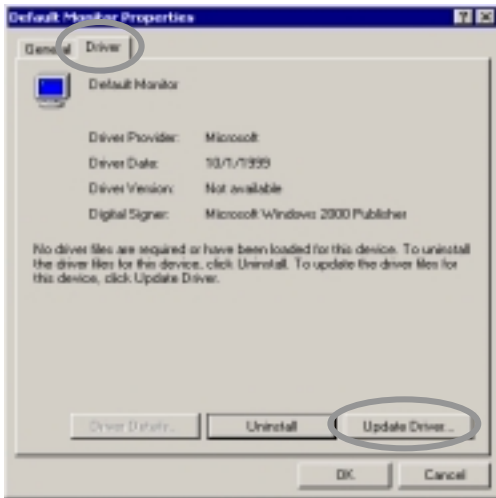 Default Monitor Properties
General Driver
Default Monitor
Driver Provider: Microsoft
Driver Date: 10/1/1999
Driver Version: Not available
Digital Signer: Microsoft Windows 2000 Publisher
No driver files are required or have been loaded for this device. To uninstall
the driver files for this device, click Uninstall. To update the driver files for
this device, click Update Driver.
Driver Details... Uninstall Update Driver...
OK Cancel